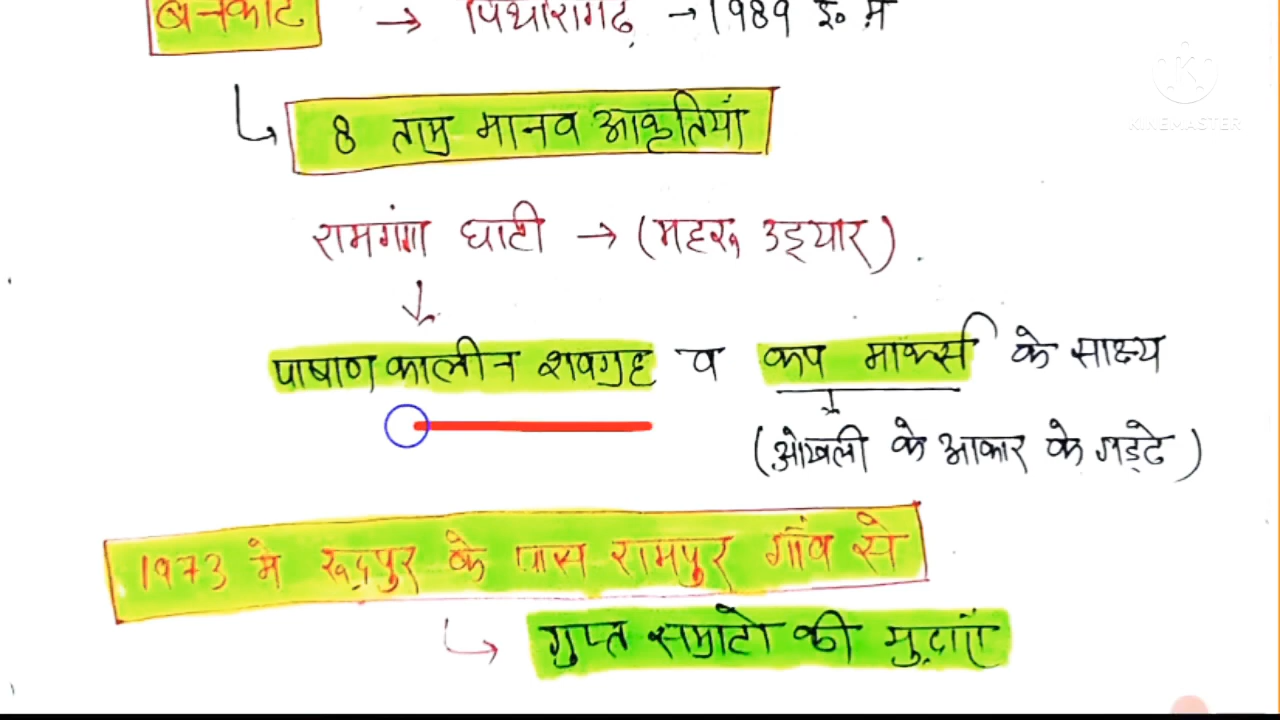 बनकोट → पिथौरागढ़ → 1989 ई० में
8 ताम्र मानव आकृतियाँ
रामगंगा घाटी → (महरू उड्यार)
पाषाण कालीन शवगृह व कप मार्क्स के साक्ष्य
(ओखली के आकार के गड्ढे)
1973 मे रूद्रपुर के पास रामपुर गाँव से
गुप्त सम्राटो की मुद्राएँ
KINEMASTER